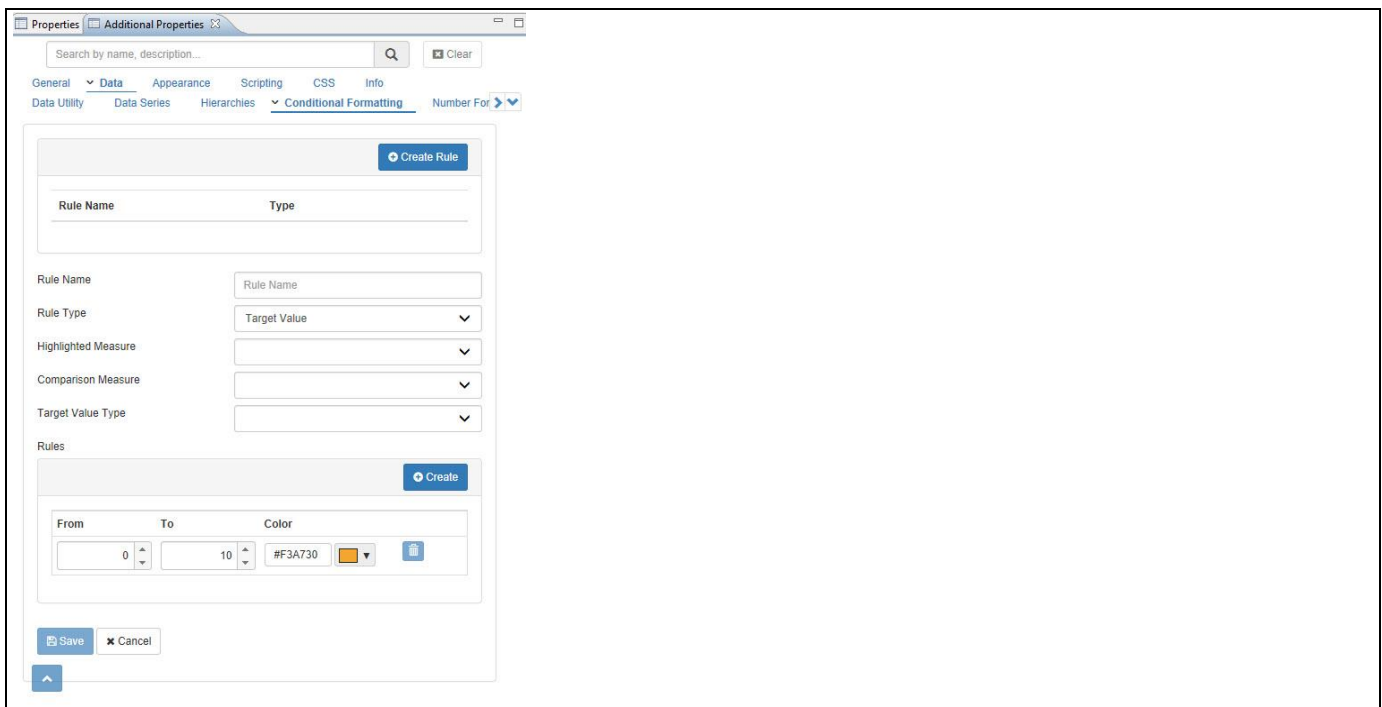 Properties Additional Properties
Search by name, description... Clear
General Data Appearance Scripting CSS Info
Data Utility Data Series Hierarchies Conditional Formatting Number For
Create Rule
Rule Name Type
Rule Name Rule Name
Rule Type Target Value
Highlighted Measure
Comparison Measure
Target Value Type
Rules
Create
From To Color
0 10 #F3A730
Save Cancel